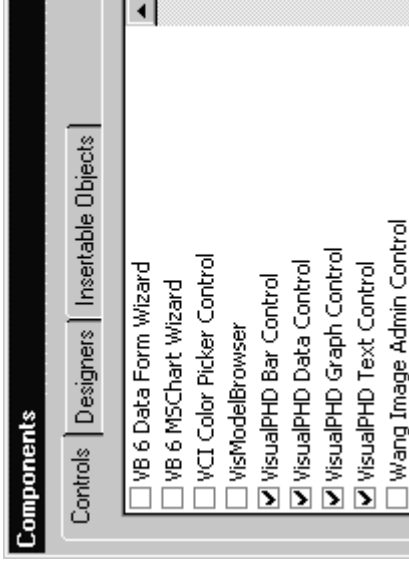 Components
Controls Designers Insertable Objects
VB 6 Data Form Wizard
VB 6 MSChart Wizard
VCI Color Picker Control
VisModelBrowser
VisualPHD Bar Control
VisualPHD Data Control
VisualPHD Graph Control
VisualPHD Text Control
Wang Image Admin Control